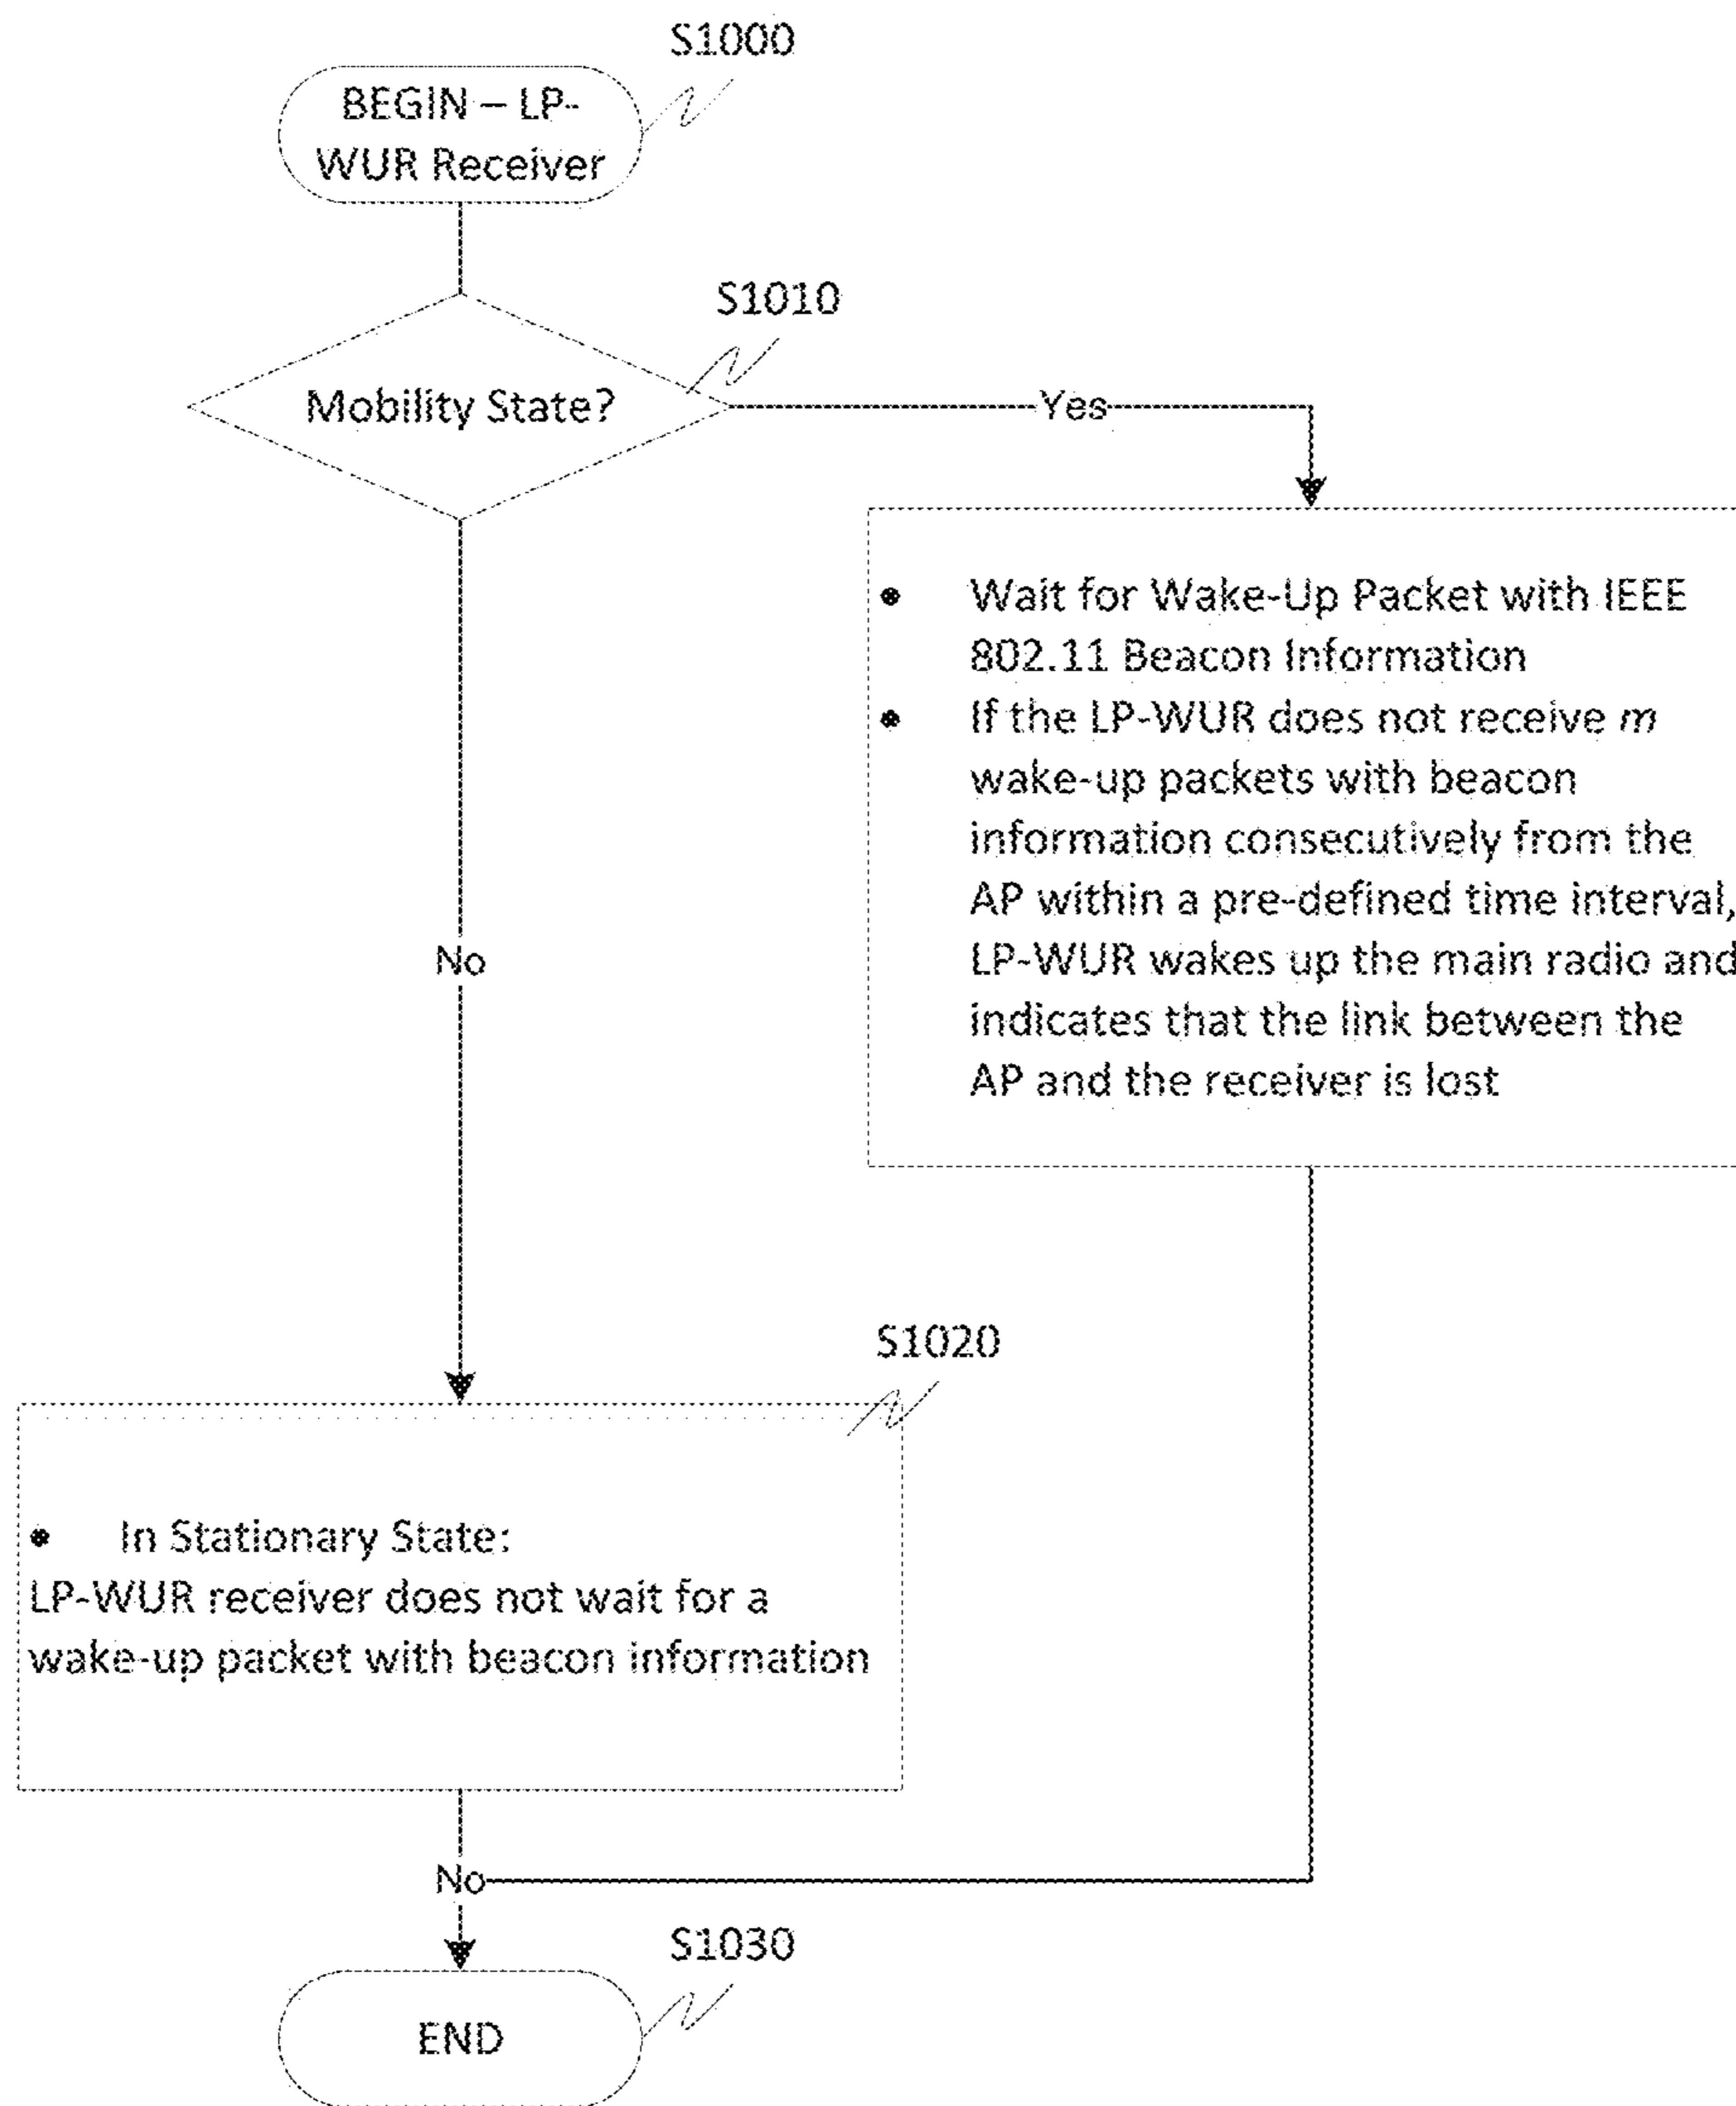 S1000
BEGIN – LP-
WUR Receiver
S1010
Mobility State?
Yes
• Wait for Wake-Up Packet with IEEE
802.11 Beacon Information
• If the LP-WUR does not receive m
wake-up packets with beacon
information consecutively from the
AP within a pre-defined time interval,
LP-WUR wakes up the main radio and
indicates that the link between the
AP and the receiver is lost
No
S1020
• In Stationary State:
LP-WUR receiver does not wait for a
wake-up packet with beacon information
No
S1030
END